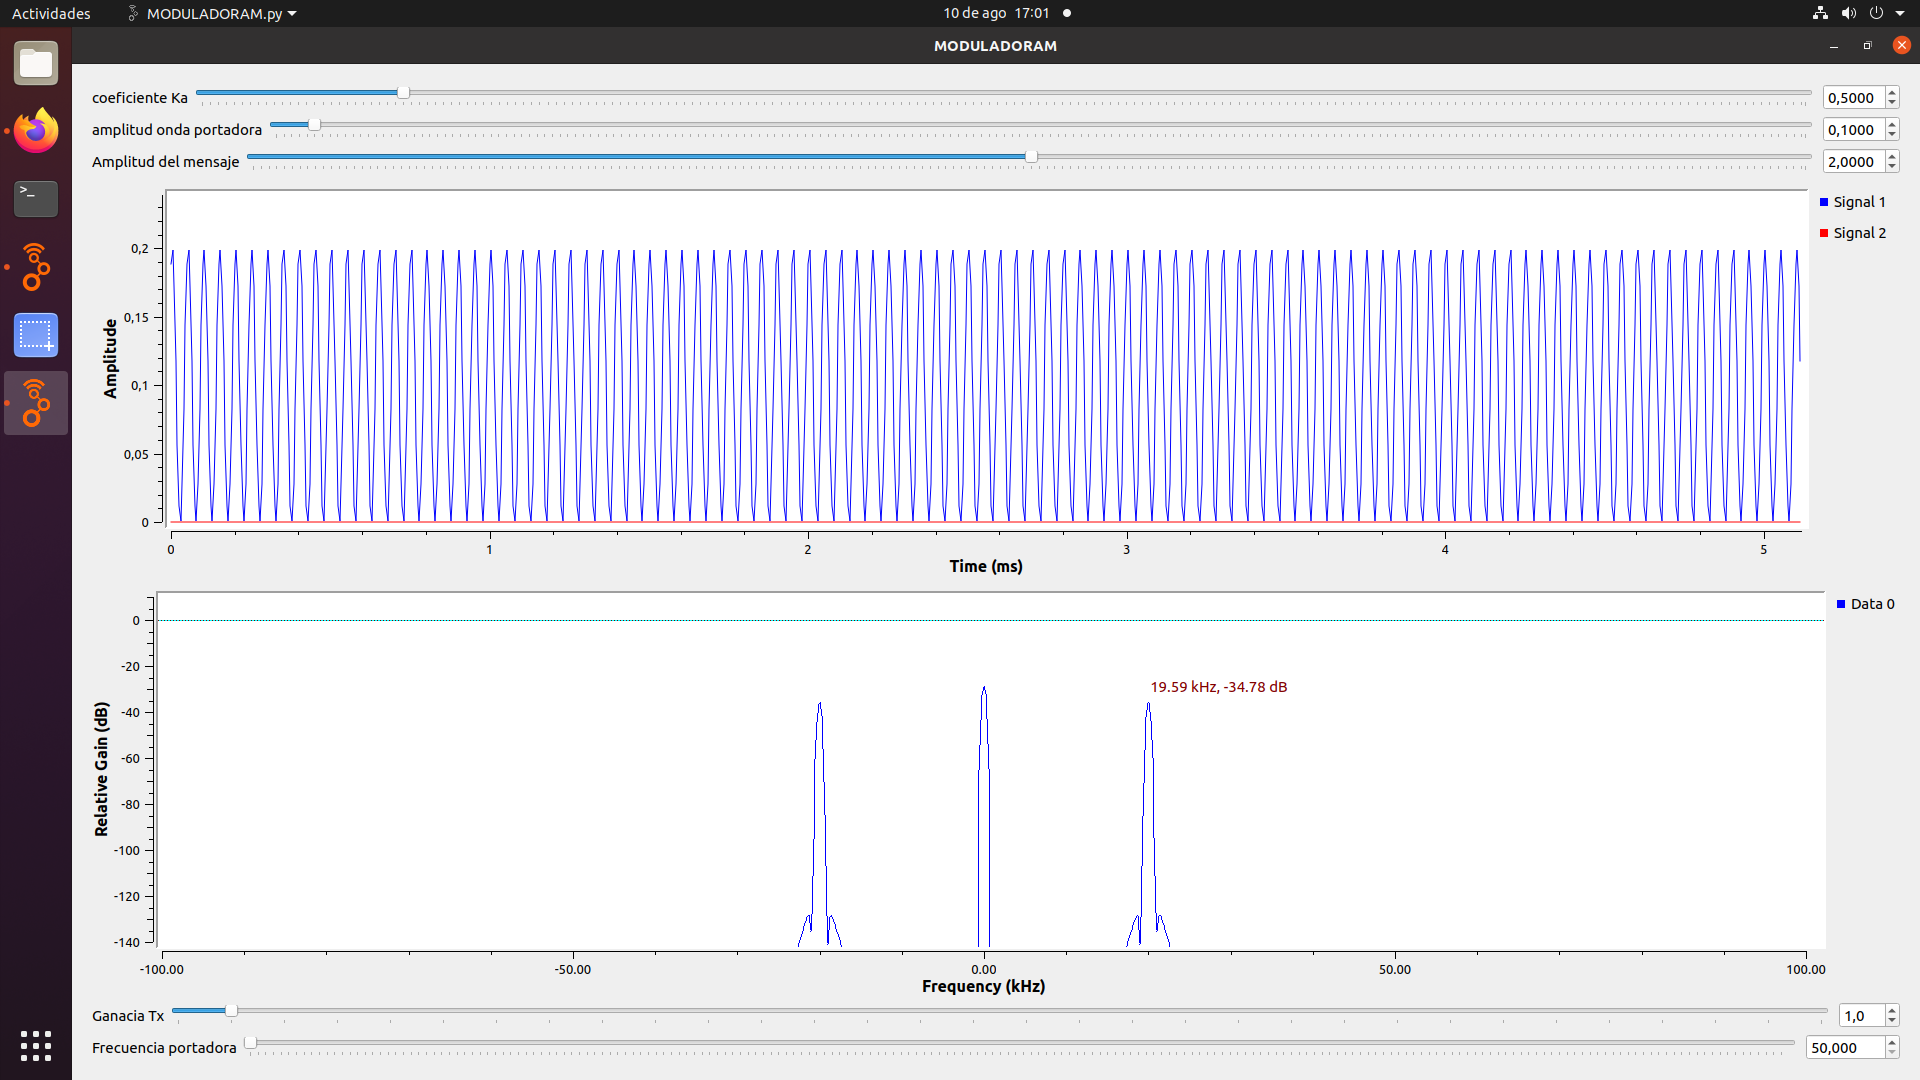 Actividades MODULADORAM.py 10 de ago 17:01
MODULADORAM
coeficiente Ka 0,5000
amplitud onda portadora 0,1000
Amplitud del mensaje 2,0000
Signal 1
Signal 2
Amplitude
0,2
0,15
0,1
0,05
0
0 1 2 3 4 5
Time (ms)
Data 0
Relative Gain (dB)
0
-20
-40
-60
-80
-100
-120
-140
19.59 kHz, -34.78 dB
-100.00 -50.00 0.00 50.00 100.00
Frequency (kHz)
Ganacia Tx 1,0
Frecuencia portadora 50,000